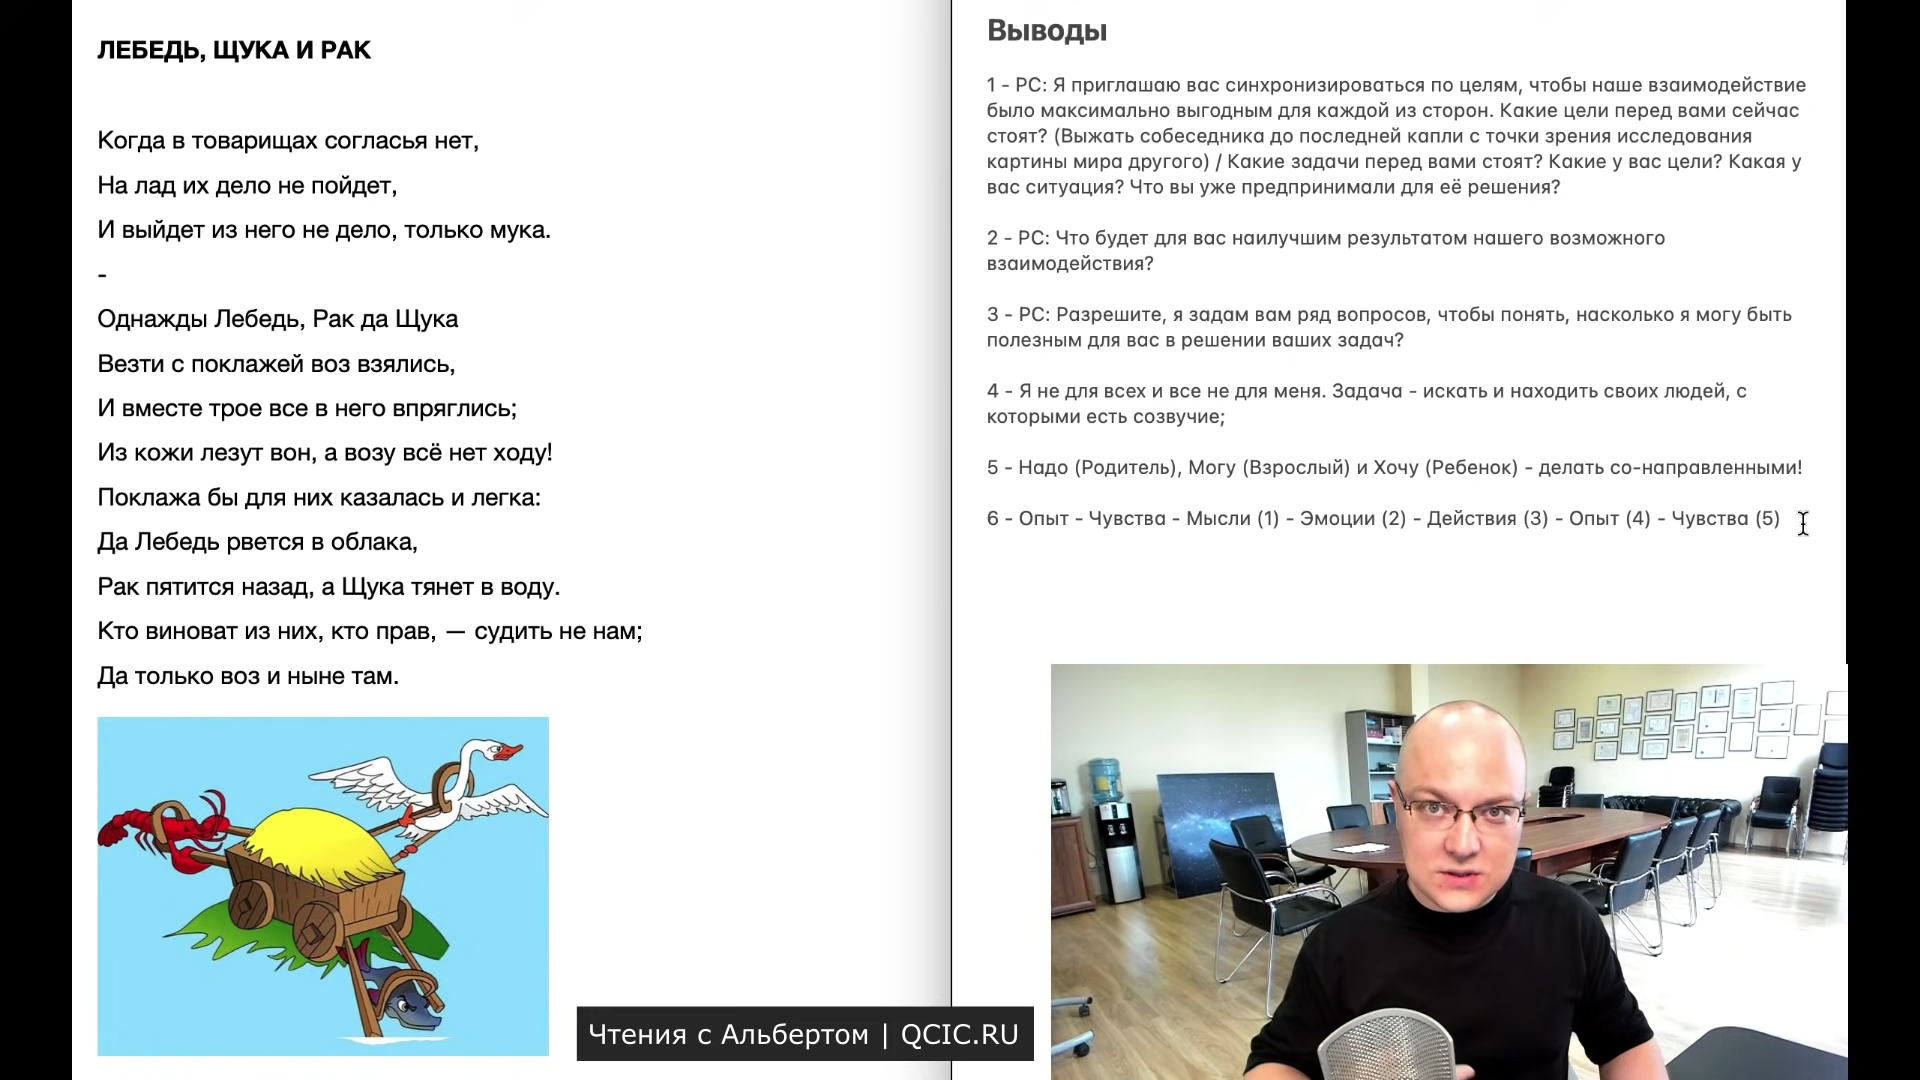 ЛЕБЕДЬ, ЩУКА И РАК
Когда в товарищах согласья нет,
На лад их дело не пойдет,
И выйдет из него не дело, только мука.
-
Однажды Лебедь, Рак да Щука
Везти с поклажей воз взялись,
И вместе трое все в него впряглись;
Из кожи лезут вон, а возу всё нет ходу!
Поклажа бы для них казалась и легка:
Да Лебедь рвется в облака,
Рак пятится назад, а Щука тянет в воду.
Кто виноват из них, кто прав, — судить не нам;
Да только воз и ныне там.
Выводы
1 - РС: Я приглашаю вас синхронизироваться по целям, чтобы наше взаимодействие
было максимально выгодным для каждой из сторон. Какие цели перед вами сейчас
стоят? (Выжать собеседника до последней капли с точки зрения исследования
картины мира другого) / Какие задачи перед вами стоят? Какие у вас цели? Какая у
вас ситуация? Что вы уже предпринимали для её решения?
2 - РС: Что будет для вас наилучшим результатом нашего возможного
взаимодействия?
3 - РС: Разрешите, я задам вам ряд вопросов, чтобы понять, насколько я могу быть
полезным для вас в решении ваших задач?
4 - Я не для всех и все не для меня. Задача - искать и находить своих людей, с
которыми есть созвучие;
5 - Надо (Родитель), Могу (Взрослый) и Хочу (Ребенок) - делать со-направленными!
6 - Опыт - Чувства - Мысли (1) - Эмоции (2) - Действия (3) - Опыт (4) - Чувства (5)
Чтения с Альбертом | QCIC.RU